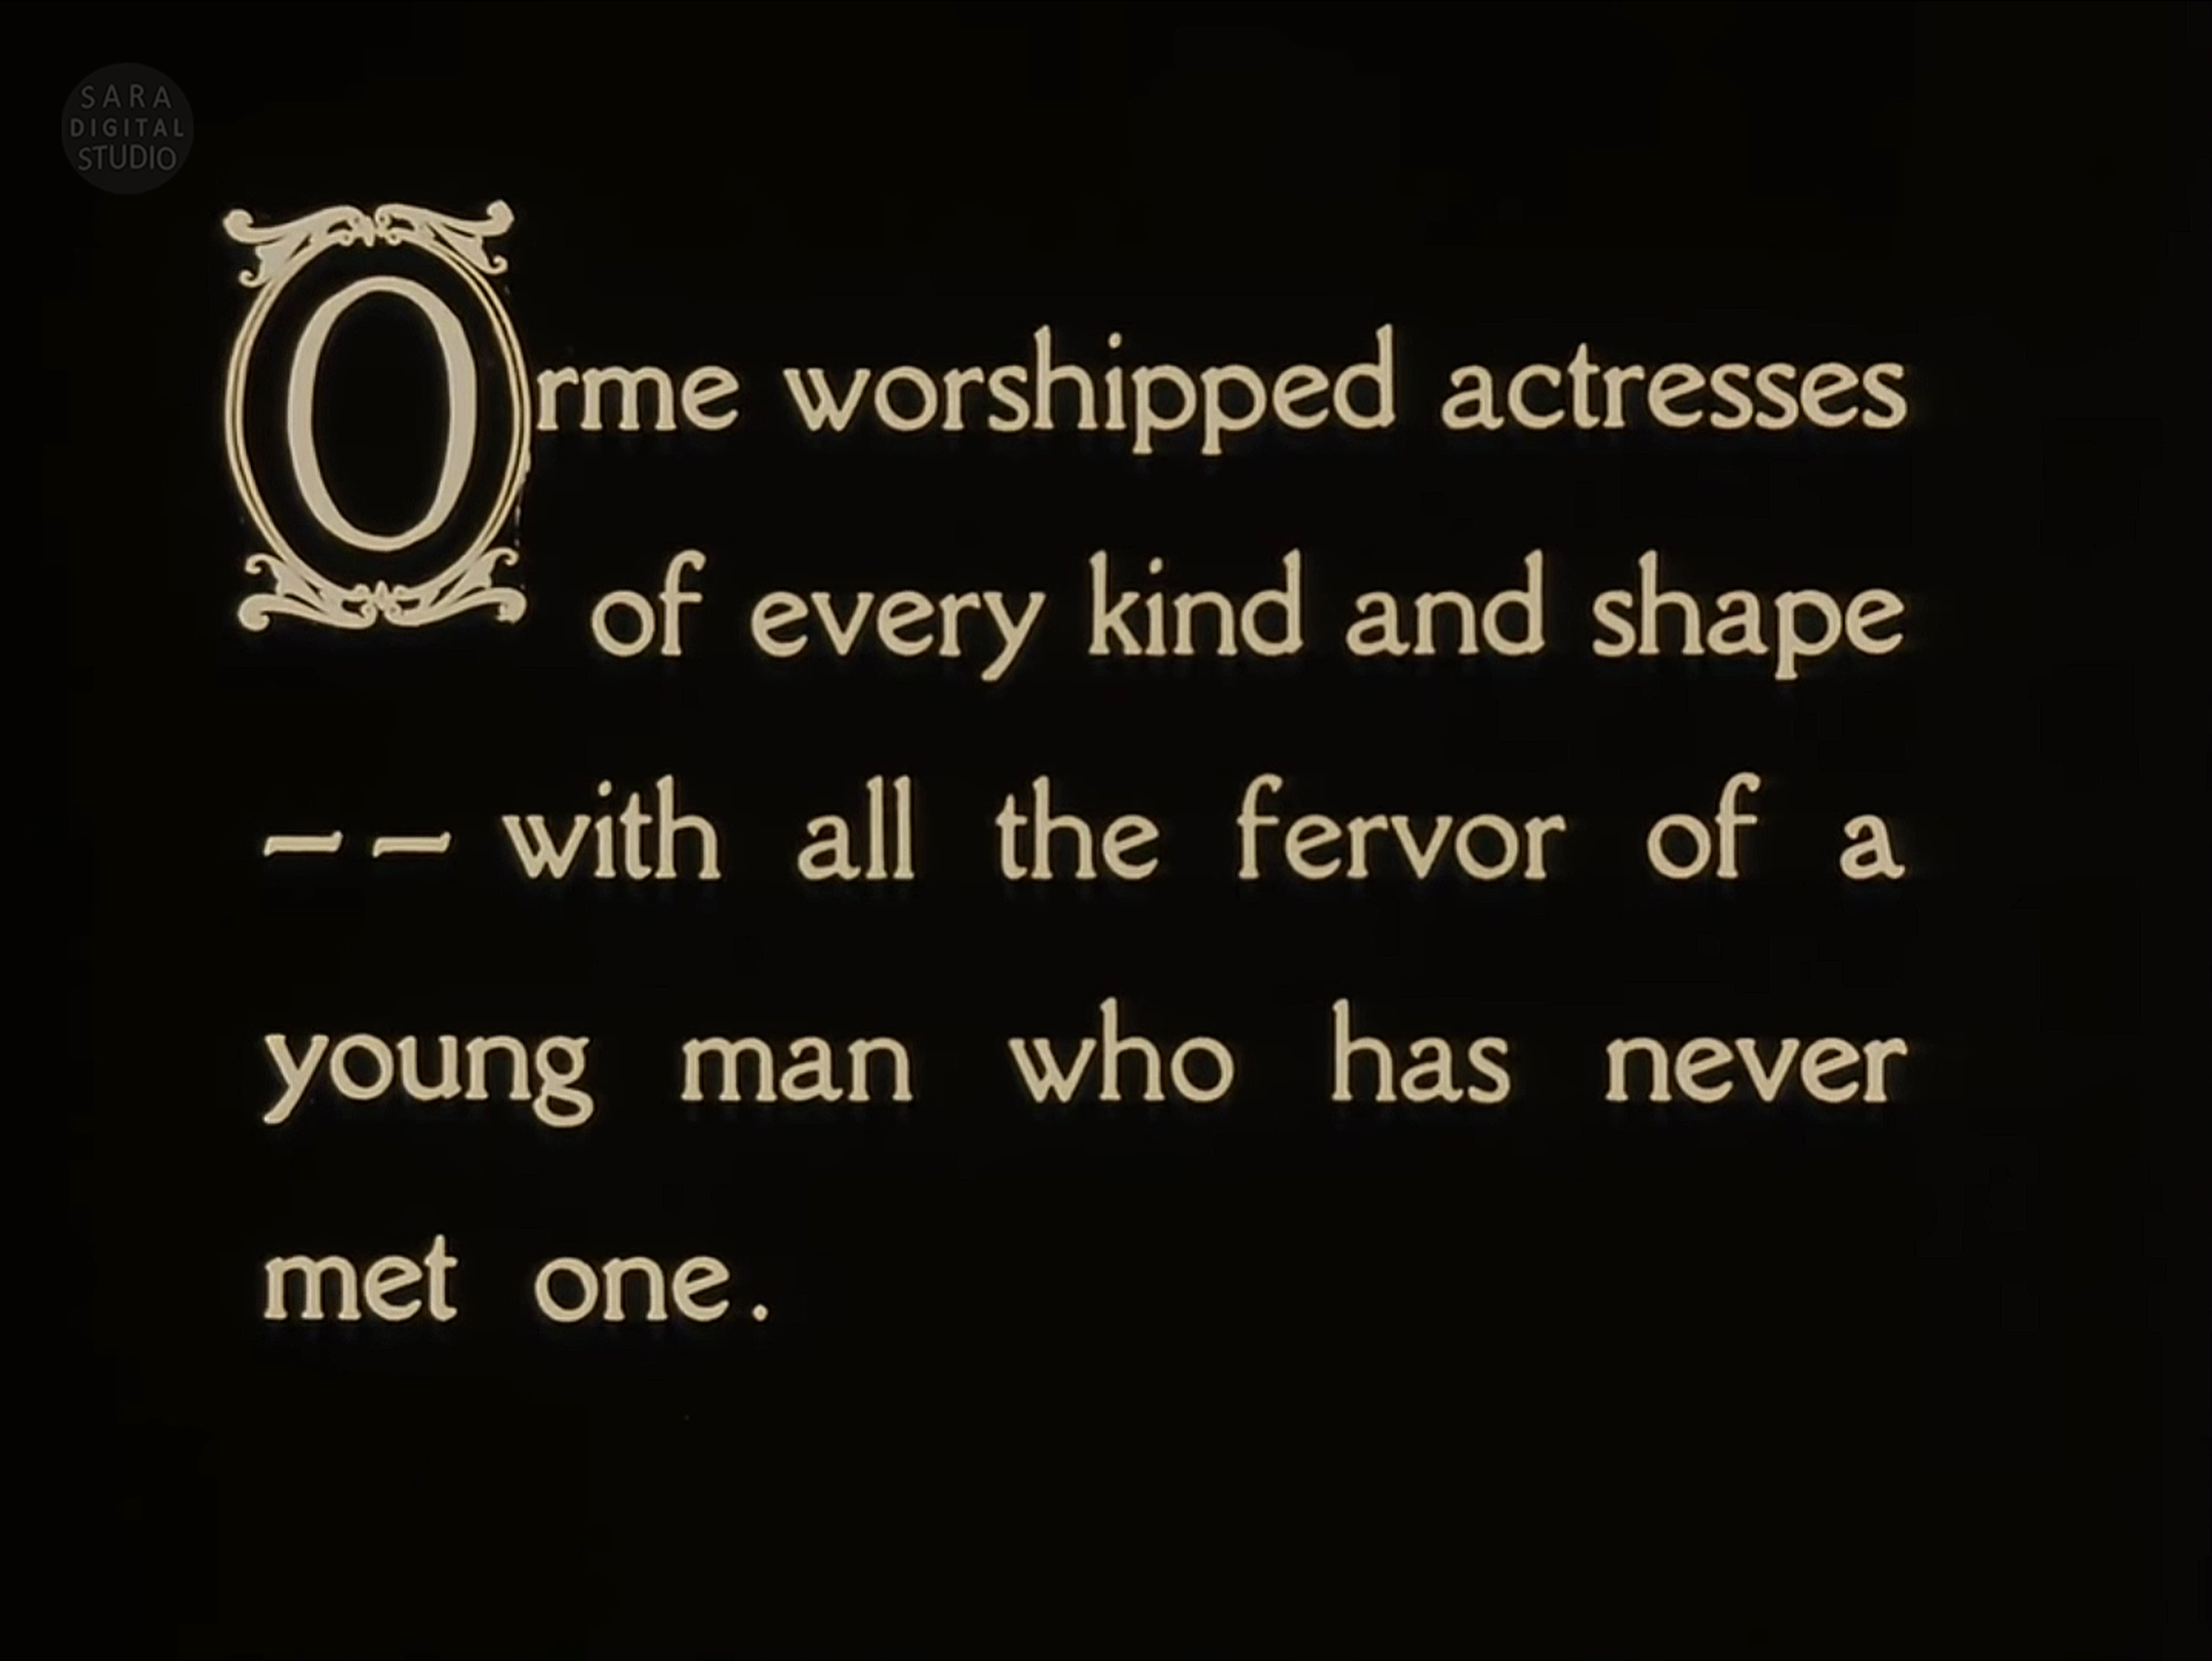 SARA
DIGITAL
STUDIO
Orme worshipped actresses
of every kind and shape
-- with all the fervor of a
young man who has never
met one.